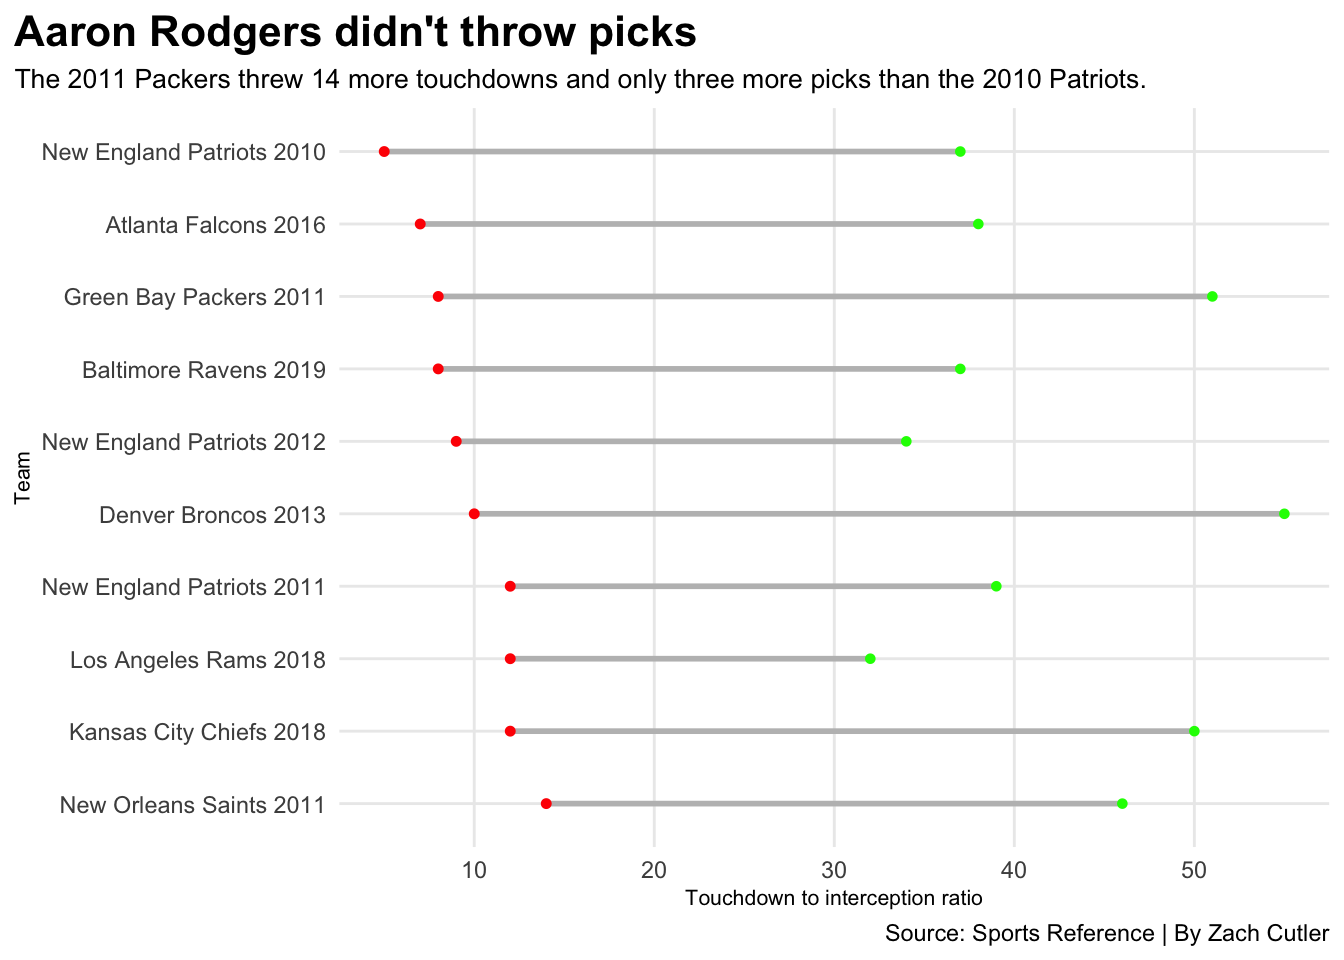 Aaron Rodgers didn't throw picks
The 2011 Packers threw 14 more touchdowns and only three more picks than the 2010 Patriots.
New England Patriots 2010
Atlanta Falcons 2016
Green Bay Packers 2011
Baltimore Ravens 2019
New England Patriots 2012
Team
Denver Broncos 2013
New England Patriots 2011
Los Angeles Rams 2018
Kansas City Chiefs 2018
New Orleans Saints 2011
10 20 30 40 50
Touchdown to interception ratio
Source: Sports Reference | By Zach Cutler